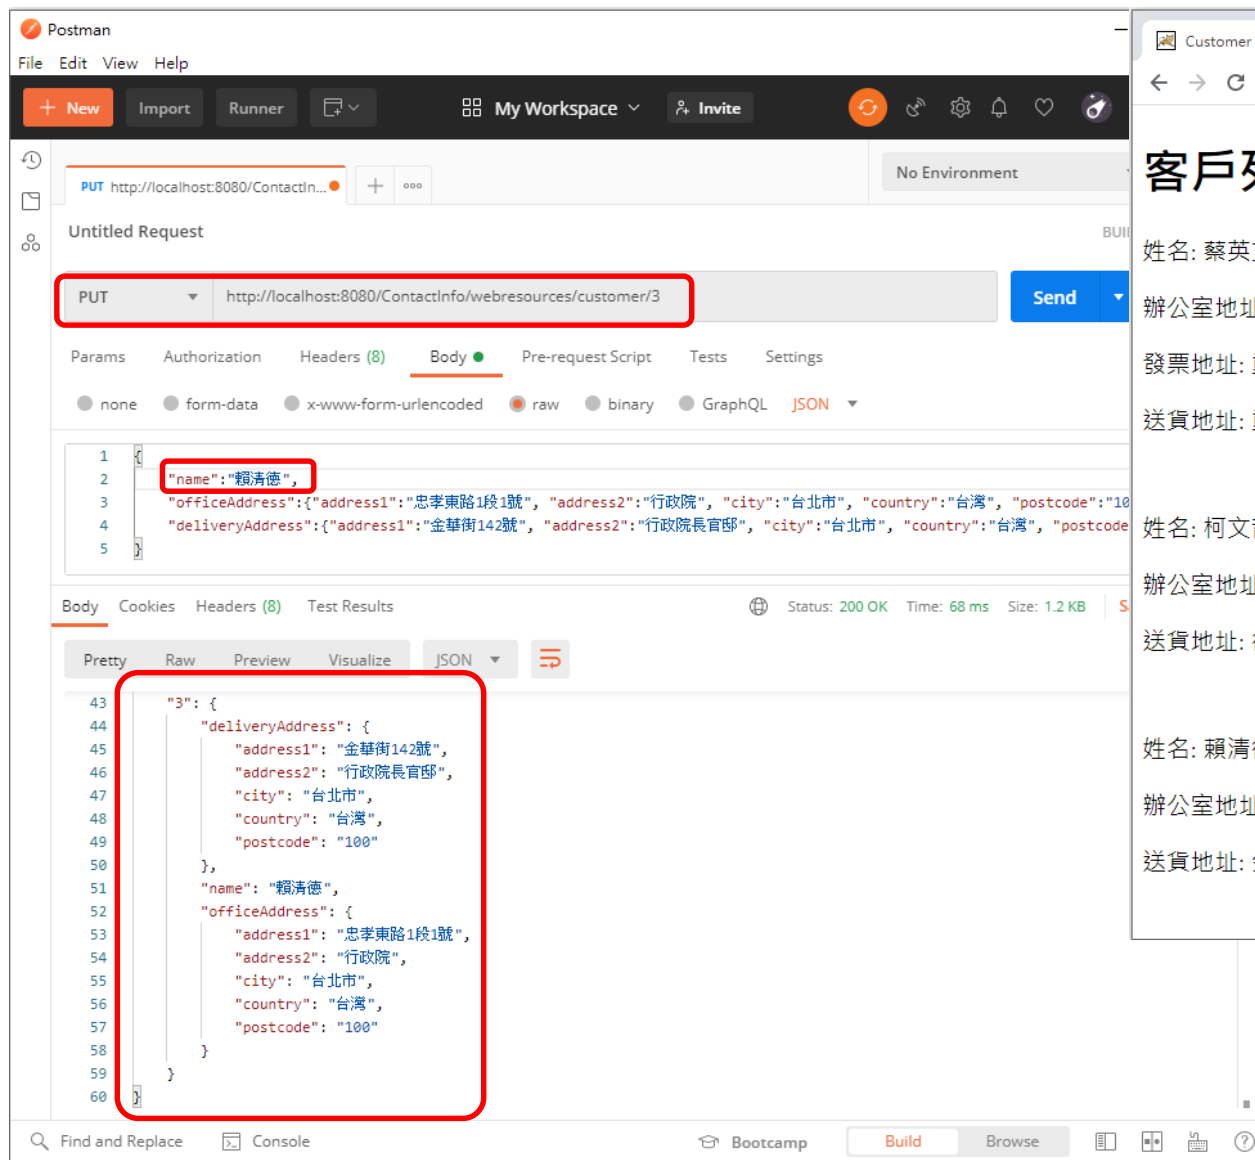 Postman
File Edit View Help
+ New Import Runner My Workspace Invite
PUT http://localhost:8080/ContactIn...
No Environment
Untitled Request
PUT http://localhost:8080/ContactInfo/webresources/customer/3 Send
Params Authorization Headers (8) Body Pre-request Script Tests Settings
none form-data x-www-form-urlencoded raw binary GraphQL JSON
1 {
2 "name":"賴清德",
3 "officeAddress":{"address1":"忠孝東路1段1號", "address2":"行政院", "city":"台北市", "country":"台灣", "postcode":"10
4 "deliveryAddress":{"address1":"金華街142號", "address2":"行政院長官邸", "city":"台北市", "country":"台灣", "postcode
5 }
Body Cookies Headers (8) Test Results Status: 200 OK Time: 68 ms Size: 1.2 KB
Pretty Raw Preview Visualize JSON
43 "3": {
44 "deliveryAddress": {
45 "address1": "金華街142號",
46 "address2": "行政院長官邸",
47 "city": "台北市",
48 "country": "台灣",
49 "postcode": "100"
50 },
51 "name": "賴清德",
52 "officeAddress": {
53 "address1": "忠孝東路1段1號",
54 "address2": "行政院",
55 "city": "台北市",
56 "country": "台灣",
57 "postcode": "100"
58 }
59 }
60 }
Find and Replace Console Bootcamp Build Browse
Customer
客戶
姓名: 蔡英
辦公室地址
發票地址:
送貨地址:
姓名: 柯文
辦公室地址
送貨地址:
姓名: 賴清
辦公室地址
送貨地址: